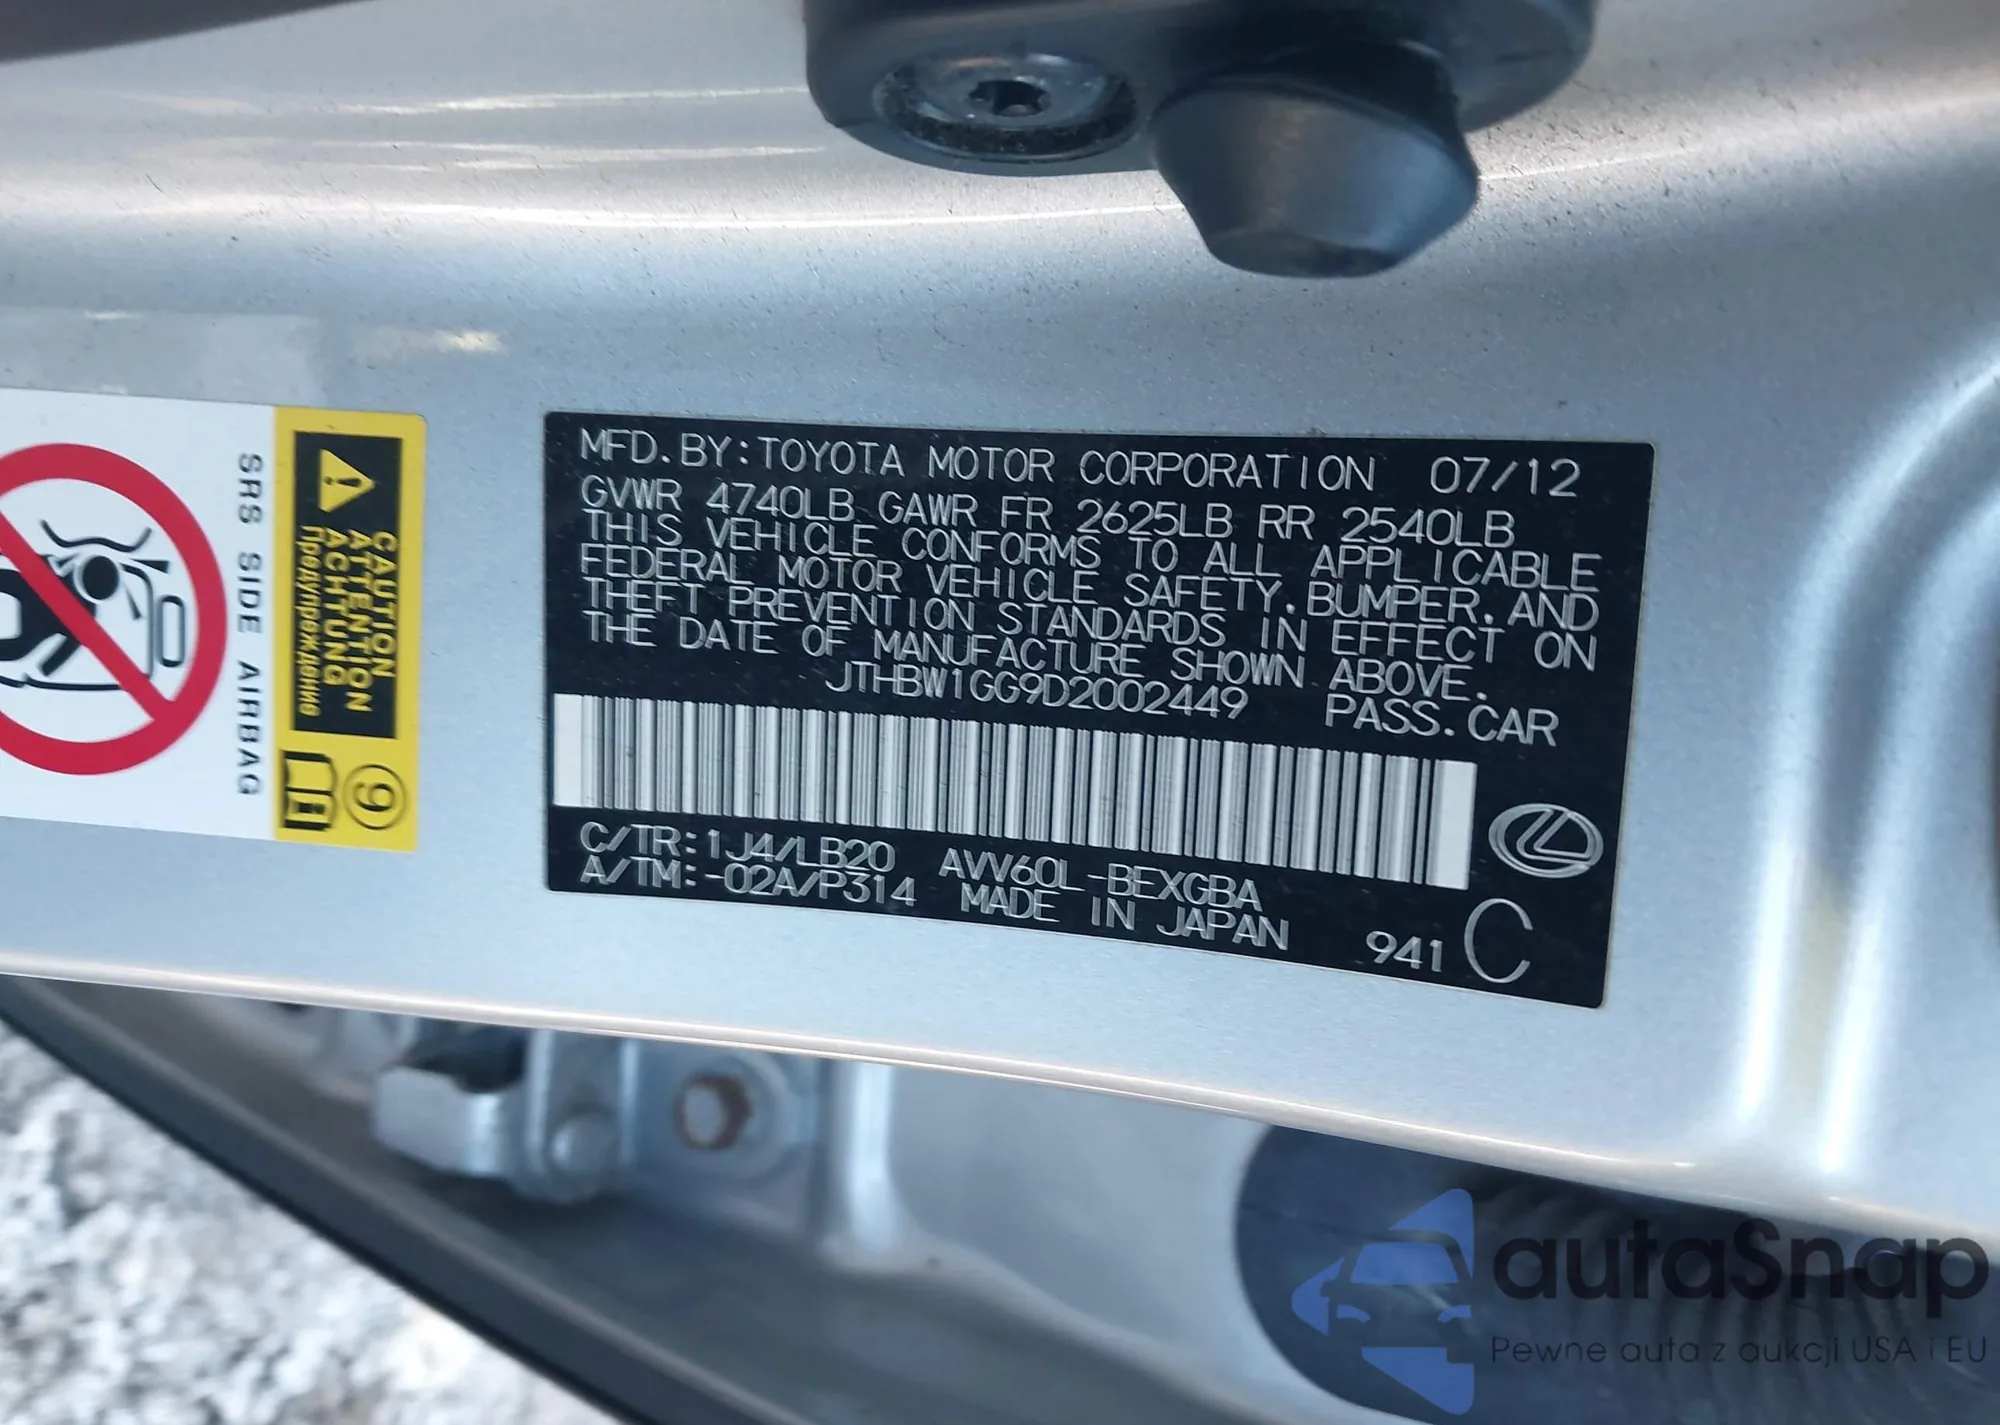 MFD. BY: TOYOTA MOTOR CORPORATION 07/12
GVWR 4740LB GAWR FR 2625LB RR 2540LB
THIS VEHICLE CONFORMS TO ALL APPLICABLE
FEDERAL MOTOR VEHICLE SAFETY, BUMPER, AND
THEFT PREVENTION STANDARDS IN EFFECT ON
THE DATE OF MANUFACTURE SHOWN ABOVE.
JTHBW1GG9D2002449 PASS. CAR
C/TR: 1J4/LB20 AVV60L-BEXGBA
A/TM: -02A/P314 MADE IN JAPAN 941 C
SRS SIDE AIRBAG
CAUTION
ATTENTION
ACHTUNG
Предупреждение
9
autaSnap
Pewne auta z aukcji USA i EU